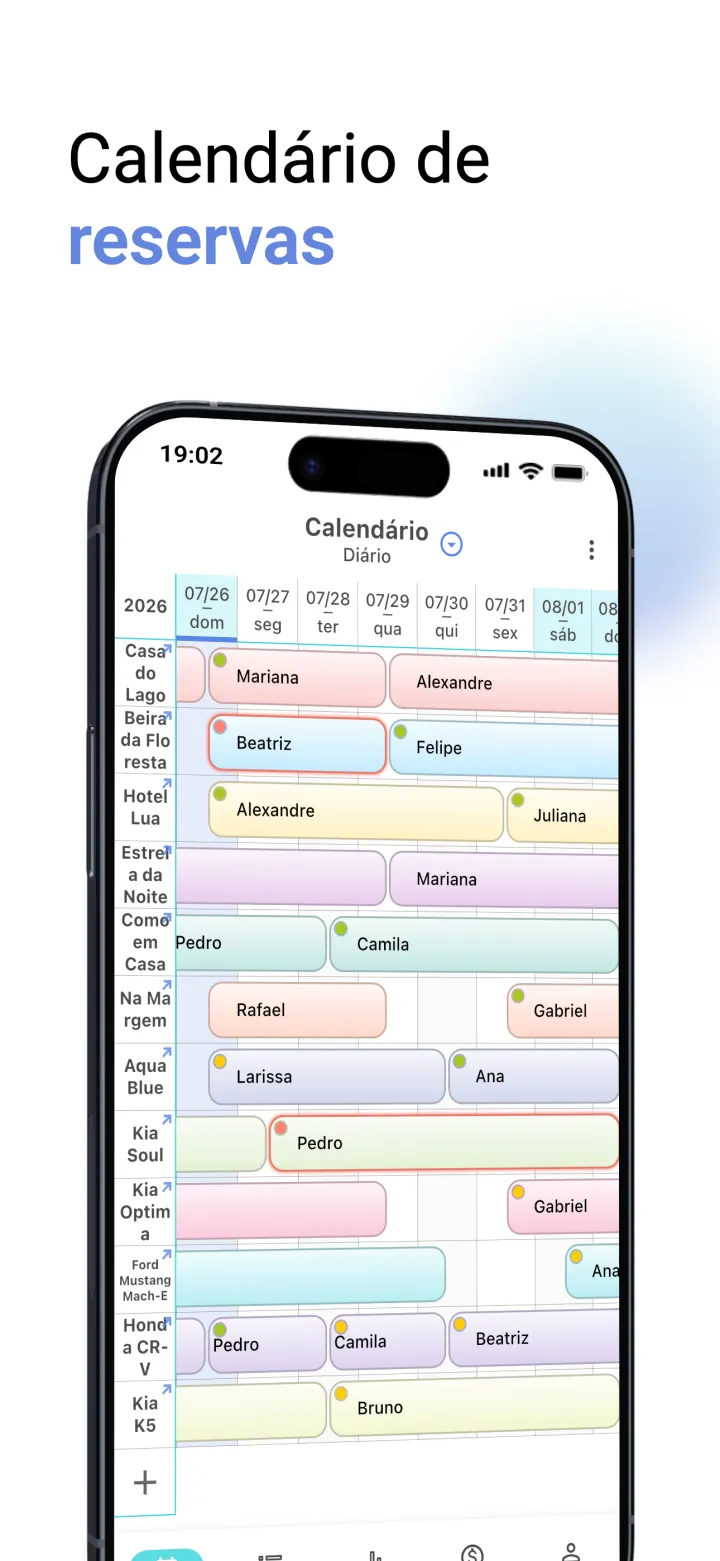 Calendário de
reservas
19:02
Calendário
Diário
2026
07/26
dom
07/27
seg
07/28
ter
07/29
qua
07/30
qui
07/31
sex
08/01
sáb
08
do
Casa
do
Lago
Mariana
Alexandre
Beira
da Flo
resta
Beatriz
Felipe
Hotel
Lua
Alexandre
Juliana
Estrel
a da
Noite
Mariana
Como
em
Casa
Pedro
Camila
Na Ma
rgem
Rafael
Gabriel
Aqua
Blue
Larissa
Ana
Kia
Soul
Pedro
Kia
Optim
a
Gabriel
Ford
Mustang
Mach-E
Ana
Hond
a CR-
V
Pedro
Camila
Beatriz
Kia
K5
Bruno